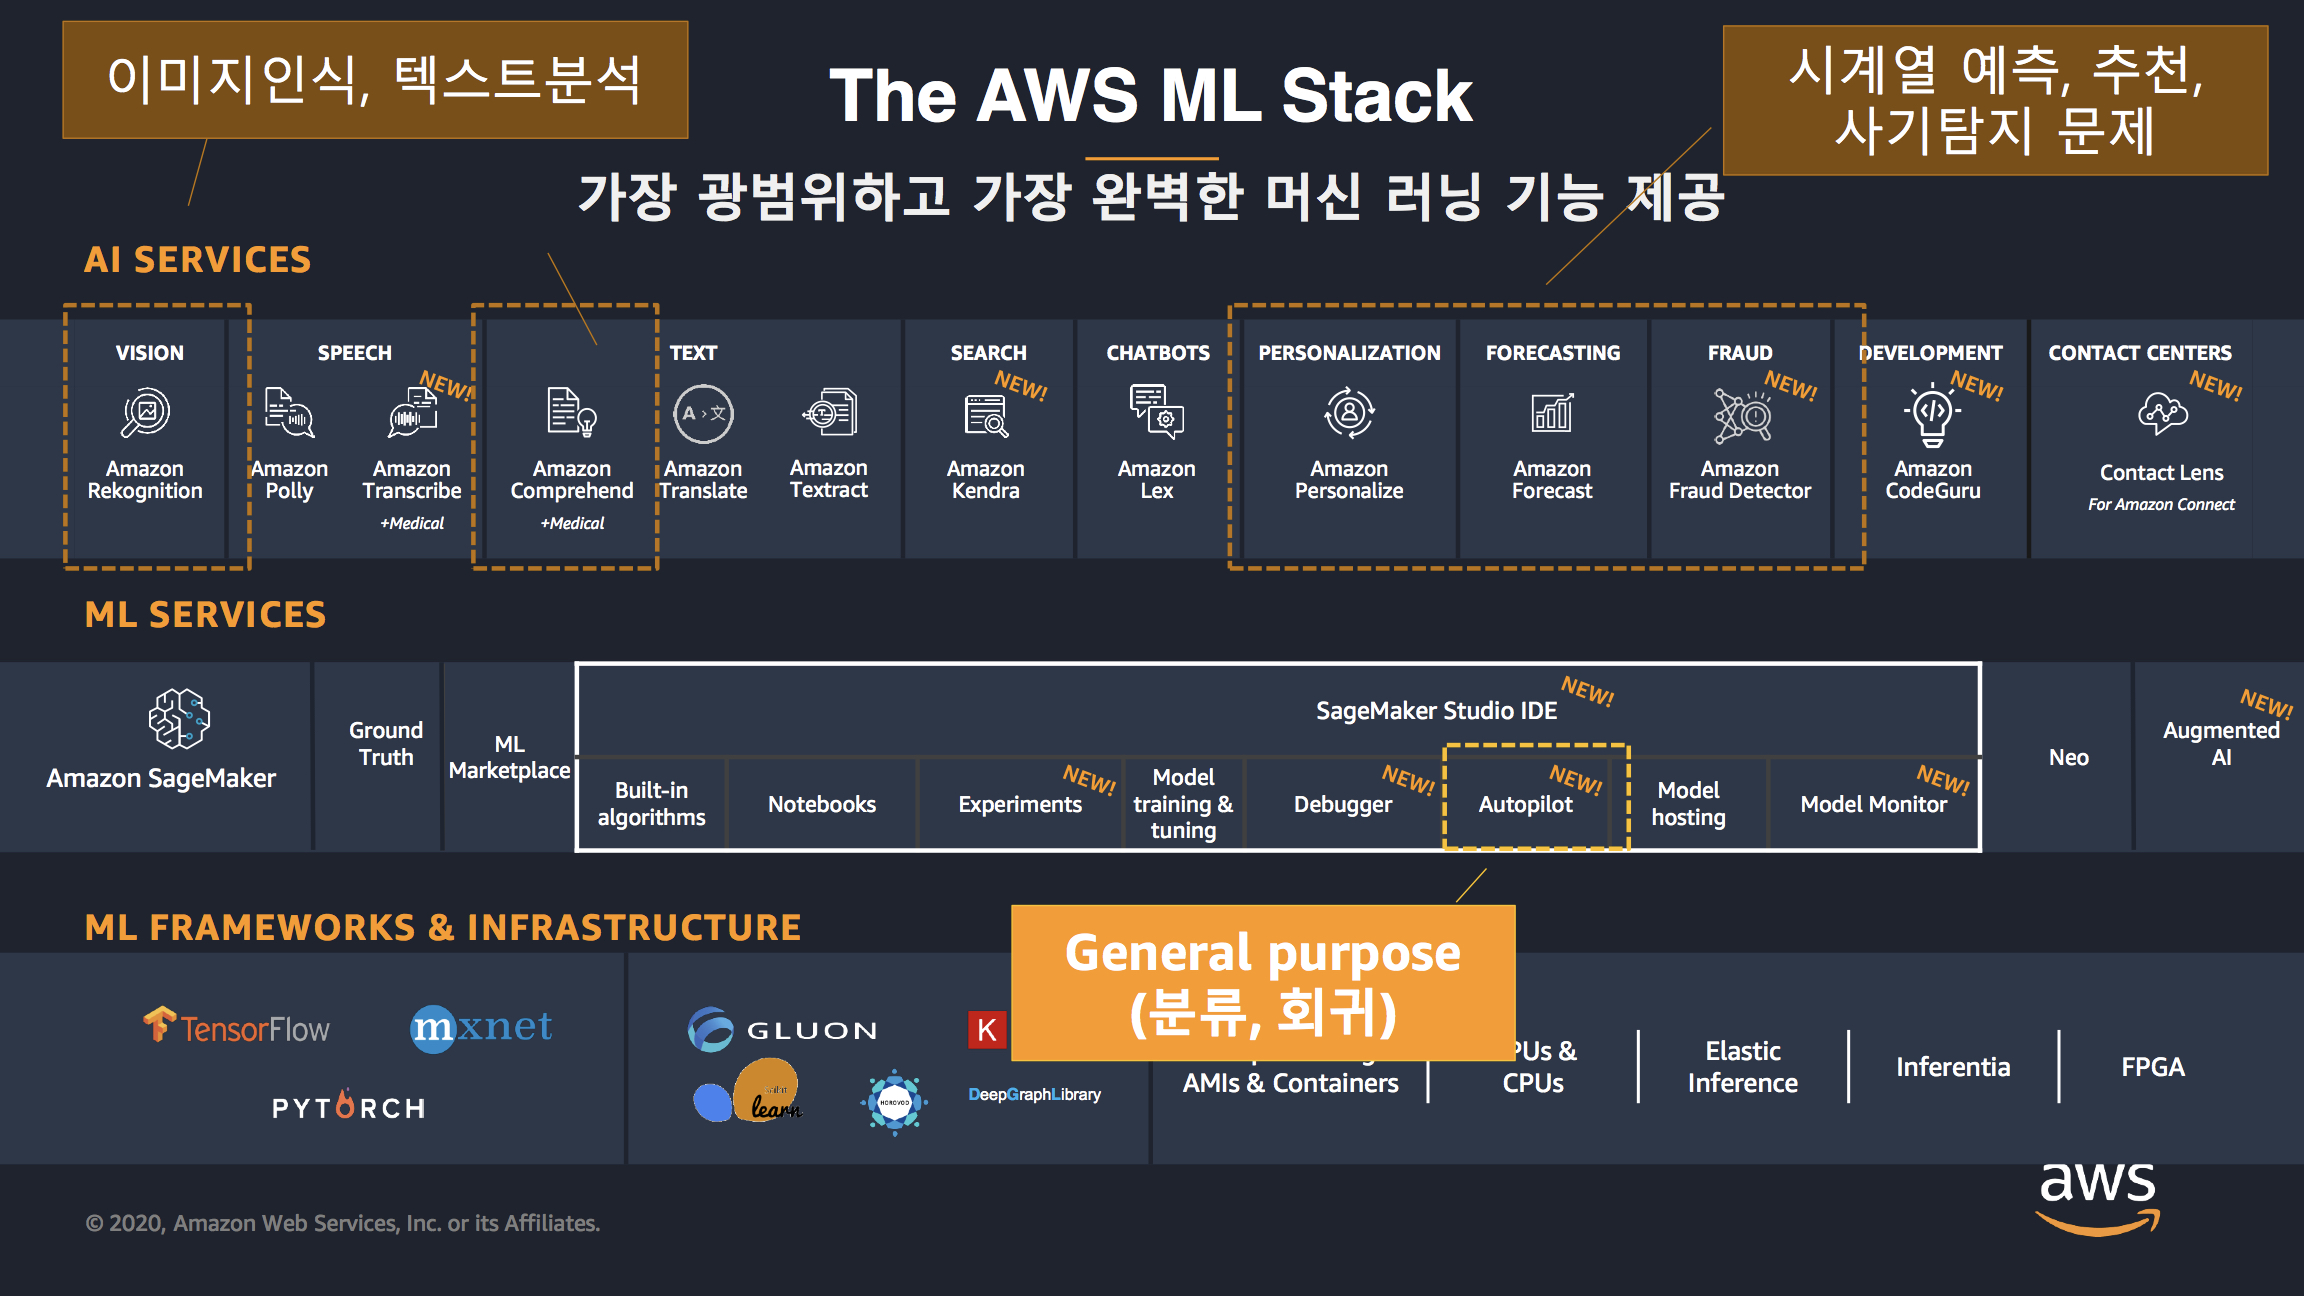 이미지인식, 텍스트분석
The AWS ML Stack
시계열 예측, 추천,
사기탐지 문제
가장 광범위하고 가장 완벽한 머신 러닝 기능 제공
AI SERVICES
VISION
Amazon
Rekognition
SPEECH
Amazon
Polly
NEW!
Amazon
Transcribe
+Medical
TEXT
Amazon
Comprehend
+Medical
A > 文
Amazon
Translate
Amazon
Textract
SEARCH
NEW!
Amazon
Kendra
CHATBOTS
Amazon
Lex
PERSONALIZATION
Amazon
Personalize
FORECASTING
Amazon
Forecast
FRAUD
NEW!
Amazon
Fraud Detector
DEVELOPMENT
NEW!
Amazon
CodeGuru
CONTACT CENTERS
NEW!
Contact Lens
For Amazon Connect
ML SERVICES
Amazon SageMaker
Ground
Truth
ML
Marketplace
SageMaker Studio IDE
NEW!
Built-in
algorithms
Notebooks
Experiments
NEW!
Model
training &
tuning
Debugger
NEW!
Autopilot
NEW!
Model
hosting
Model Monitor
NEW!
Neo
Augmented
AI
NEW!
ML FRAMEWORKS & INFRASTRUCTURE
General purpose
(분류, 회귀)
TensorFlow
mxnet
PYTORCH
GLUON
K
learn
HOROVOD
DeepGraphLibrary
AMIs & Containers
PUs &
CPUs
Elastic
Inference
Inferentia
FPGA
© 2020, Amazon Web Services, Inc. or its Affiliates.
aws